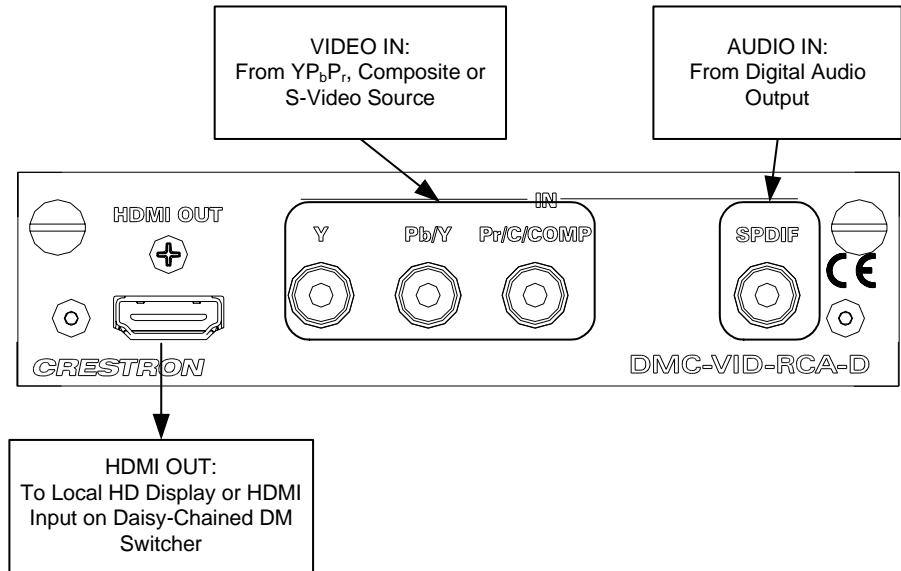 VIDEO IN:
From YPbPr, Composite or
S-Video Source
AUDIO IN:
From Digital Audio
Output
HDMI OUT
IN
Y
Pb/Y
Pr/C/COMP
SPDIF
CE
CRESTRON
DMC-VID-RCA-D
HDMI OUT:
To Local HD Display or HDMI
Input on Daisy-Chained DM
Switcher